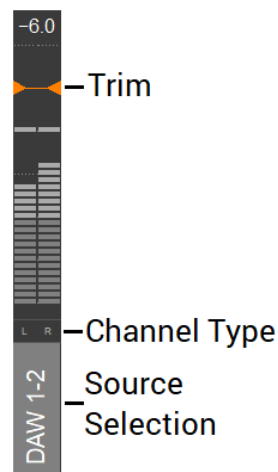 −6.0
Trim
L R
Channel Type
DAW 1-2
Source
Selection